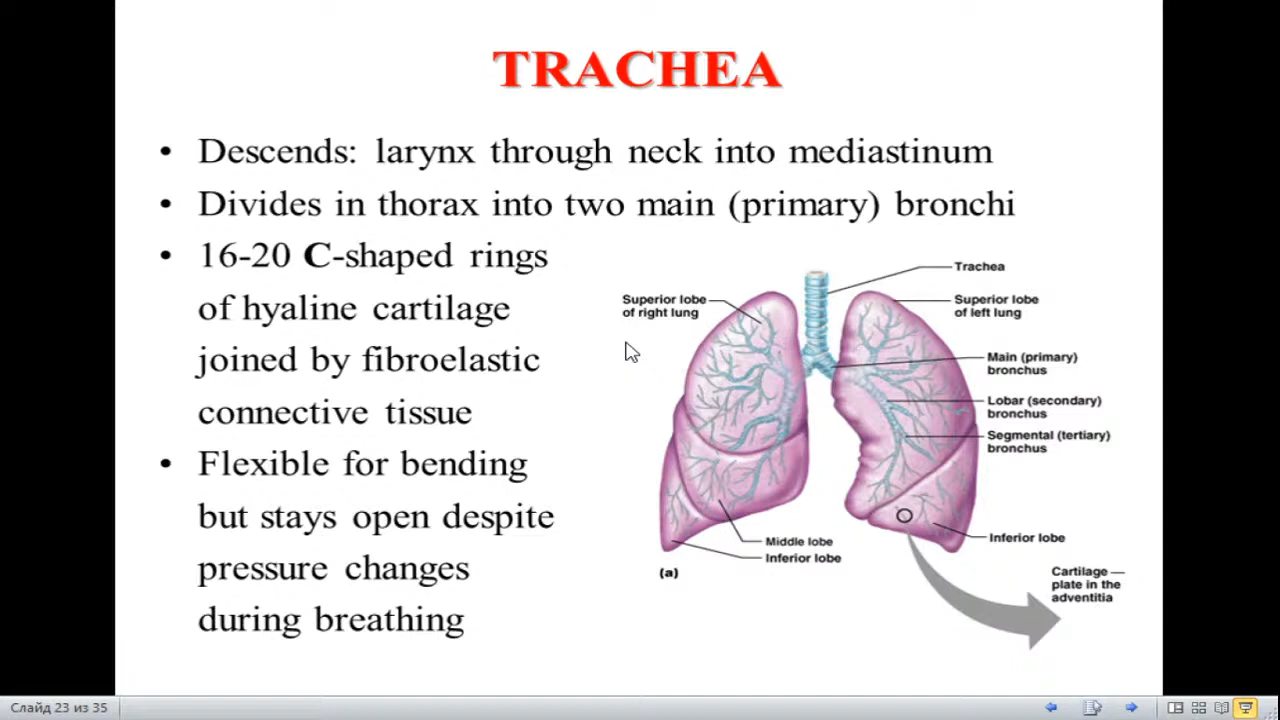 TRACHEA
• Descends: larynx through neck into mediastinum
• Divides in thorax into two main (primary) bronchi
• 16-20 C-shaped rings
of hyaline cartilage
joined by fibroelastic
connective tissue
• Flexible for bending
but stays open despite
pressure changes
during breathing
Trachea
Superior lobe
of right lung
Superior lobe
of left lung
Main (primary)
bronchus
Lobar (secondary)
bronchus
Segmental (tertiary)
bronchus
Middle lobe
Inferior lobe
Inferior lobe
(a)
Cartilage
plate in the
adventitia
Слайд 23 из 35